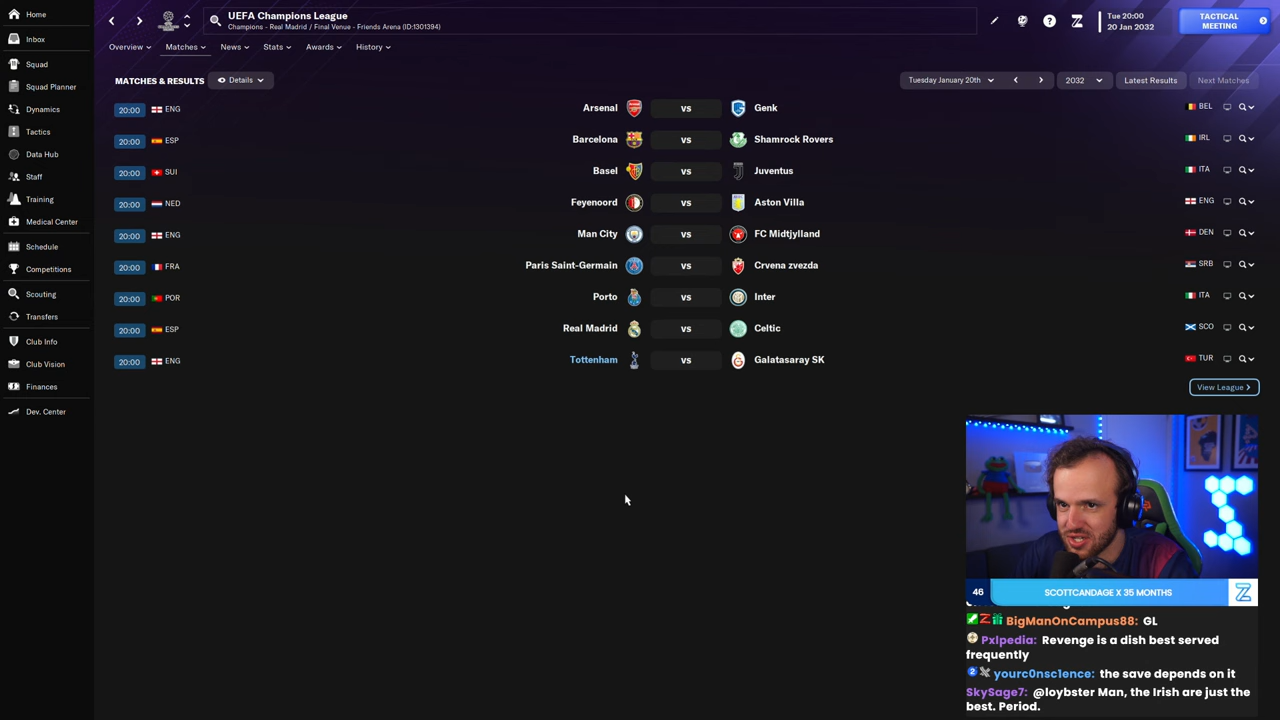 Home
Inbox
Squad
Squad Planner
Dynamics
Tactics
Data Hub
Staff
Training
Medical Center
Schedule
Competitions
Scouting
Transfers
Club Info
Club Vision
Finances
Dev. Center
UEFA Champions League
Champions - Real Madrid / Final Venue - Friends Arena (ID:1301394)
Tue 20:00
20 Jan 2032
TACTICAL
MEETING
Overview Matches News Stats Awards History
MATCHES & RESULTS Details Tuesday January 20th 2032 Latest Results Next Matches
20:00 ENG Arsenal vs Genk BEL
20:00 ESP Barcelona vs Shamrock Rovers IRL
20:00 SUI Basel vs Juventus ITA
20:00 NED Feyenoord vs Aston Villa ENG
20:00 ENG Man City vs FC Midtjylland DEN
20:00 FRA Paris Saint-Germain vs Crvena zvezda SRB
20:00 POR Porto vs Inter ITA
20:00 ESP Real Madrid vs Celtic SCO
20:00 ENG Tottenham vs Galatasaray SK TUR
View League
46 SCOTTCANDAGE X 35 MONTHS
BigManOnCampus88: GL
Pxlpedia: Revenge is a dish best served
frequently
yourc0nsc1ence: the save depends on it
SkySage7: @loybster Man, the Irish are just the
best. Period.